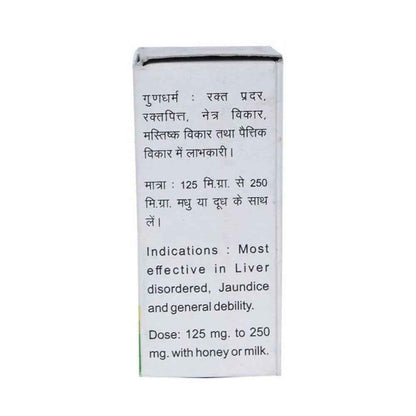 गुणधर्म : रक्त प्रदर,
रक्तपित्त, नेत्र विकार,
मस्तिष्क विकार तथा पैत्तिक
विकार में लाभकारी।
मात्रा : 125 मि.ग्रा. से 250
मि.ग्रा. मधु या दूध के साथ
लें।
Indications : Most
effective in Liver
disordered, Jaundice
and general debility.
Dose: 125 mg. to 250
mg. with honey or milk.